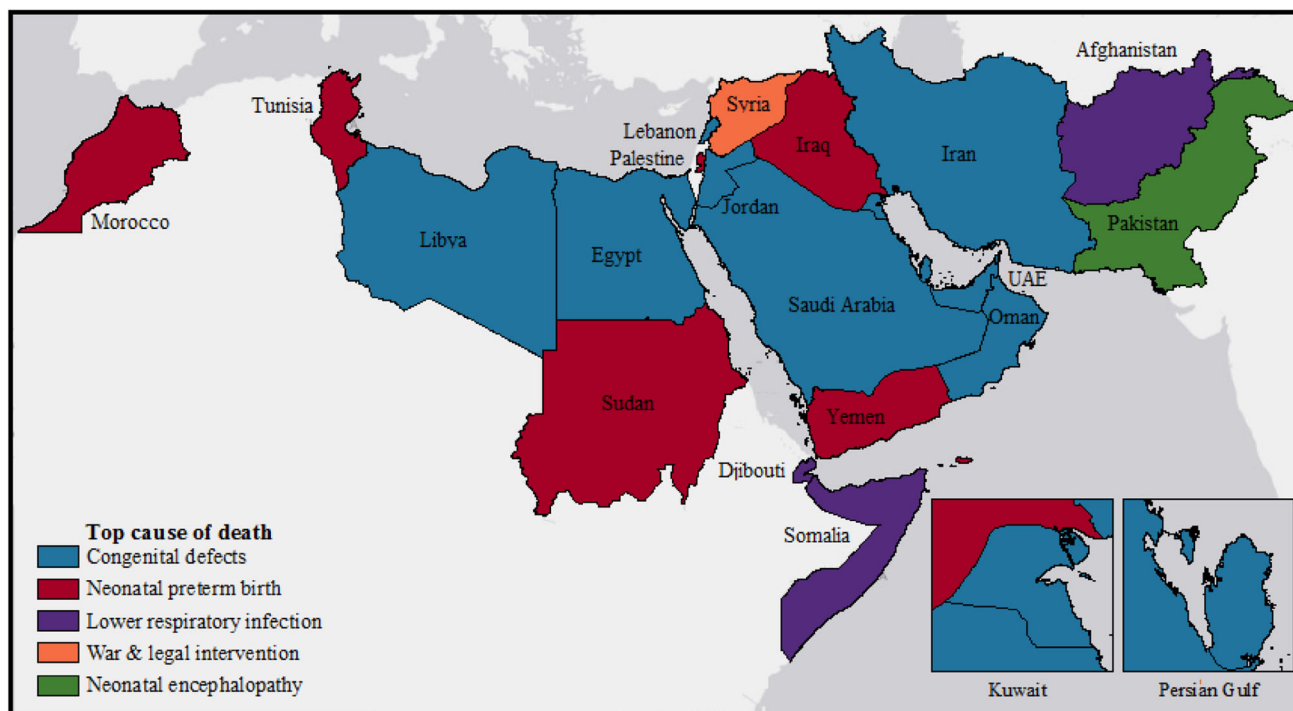 Afghanistan
Tunisia
Syria
Lebanon
Palestine
Iraq
Iran
Morocco
Jordan
Pakistan
Libya
Egypt
UAE
Saudi Arabia
Oman
Sudan
Yemen
Djibouti
Somalia
Top cause of death
Congenital defects
Neonatal preterm birth
Lower respiratory infection
War & legal intervention
Neonatal encephalopathy
Kuwait
Persian Gulf